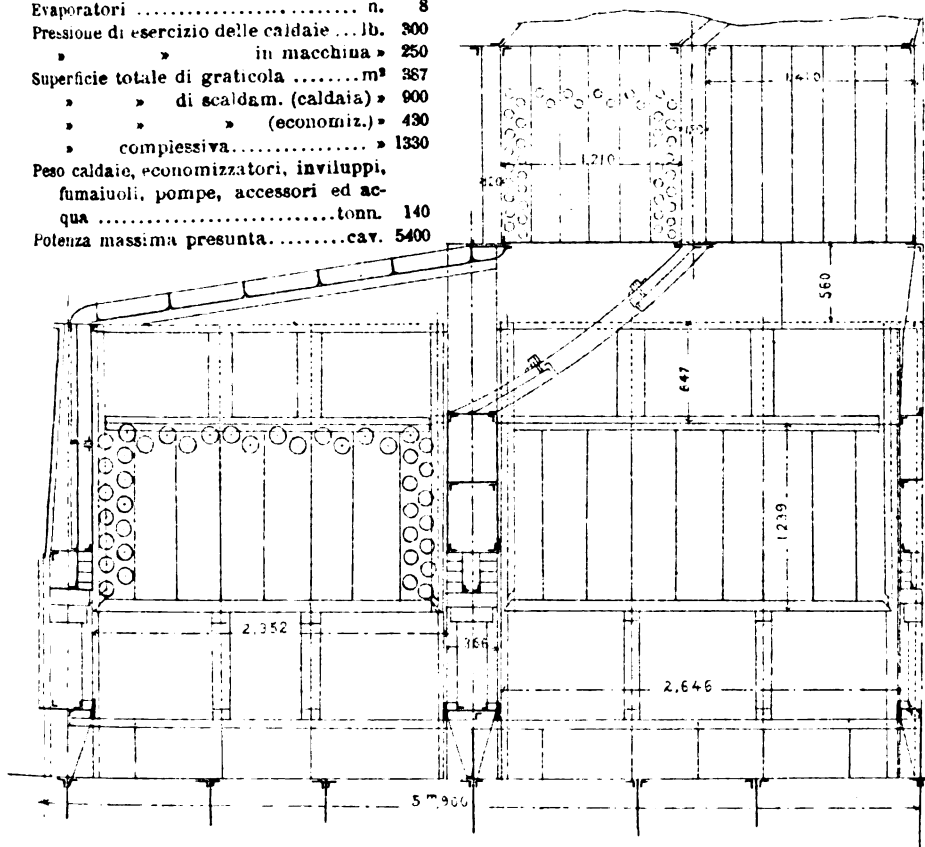 Evaporatori ........................... n. 8
Pressione di esercizio delle caldaie ... lb. 300
» » in macchina » 250
Superficie totale di graticola ........ m² 387
» » di scaldam. (caldaia) » 900
» » » (economiz.) » 430
» complessiva................ » 1330
Peso caldaie, economizzatori, inviluppi,
fumaiuoli, pompe, accessori ed ac-
qua ............................ tonn. 140
Potenza massima presunta......... cav. 5400
1,410
1,210
560
647
1239
2,352
366
2,646
5 m,900